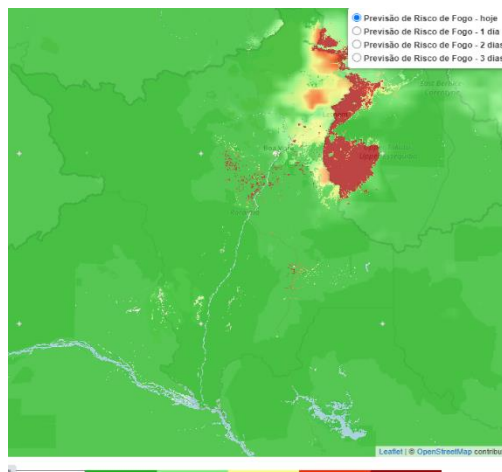 Previsão de Risco de Fogo - hoje
Previsão de Risco de Fogo - 1 dia
Previsão de Risco de Fogo - 2 dias
Previsão de Risco de Fogo - 3 dias
Leaflet | © OpenStreetMap contribu